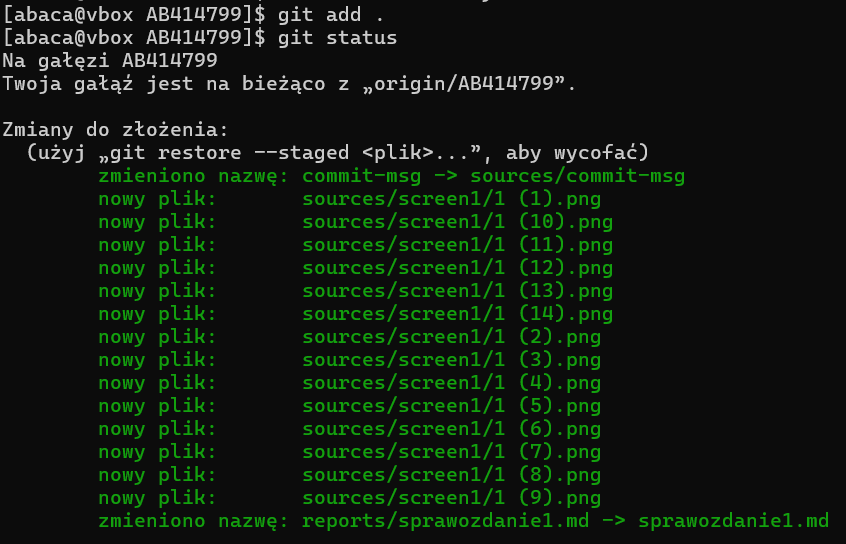 [abaca@vbox AB414799]$ git add .
[abaca@vbox AB414799]$ git status
Na gałęzi AB414799
Twoja gałąź jest na bieżąco z „origin/AB414799”.
Zmiany do złożenia:
(użyj „git restore --staged <plik>...”, aby wycofać)
zmieniono nazwę: commit-msg -> sources/commit-msg
nowy plik: sources/screen1/1 (1).png
nowy plik: sources/screen1/1 (10).png
nowy plik: sources/screen1/1 (11).png
nowy plik: sources/screen1/1 (12).png
nowy plik: sources/screen1/1 (13).png
nowy plik: sources/screen1/1 (14).png
nowy plik: sources/screen1/1 (2).png
nowy plik: sources/screen1/1 (3).png
nowy plik: sources/screen1/1 (4).png
nowy plik: sources/screen1/1 (5).png
nowy plik: sources/screen1/1 (6).png
nowy plik: sources/screen1/1 (7).png
nowy plik: sources/screen1/1 (8).png
nowy plik: sources/screen1/1 (9).png
zmieniono nazwę: reports/sprawozdanie1.md -> sprawozdanie1.md